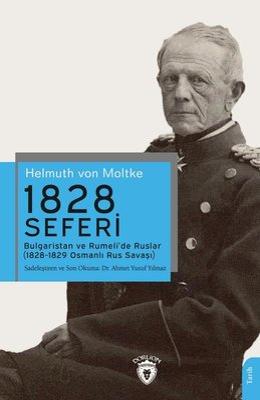 Helmuth von Moltke
1828
SEFERİ
Bulgaristan ve Rumeli'de Ruslar
(1828-1829 Osmanlı Rus Savaşı)
Sadeleştiren ve Son Okuma: Dr. Ahmet Yusuf Yılmaz
DORLION
Tarih